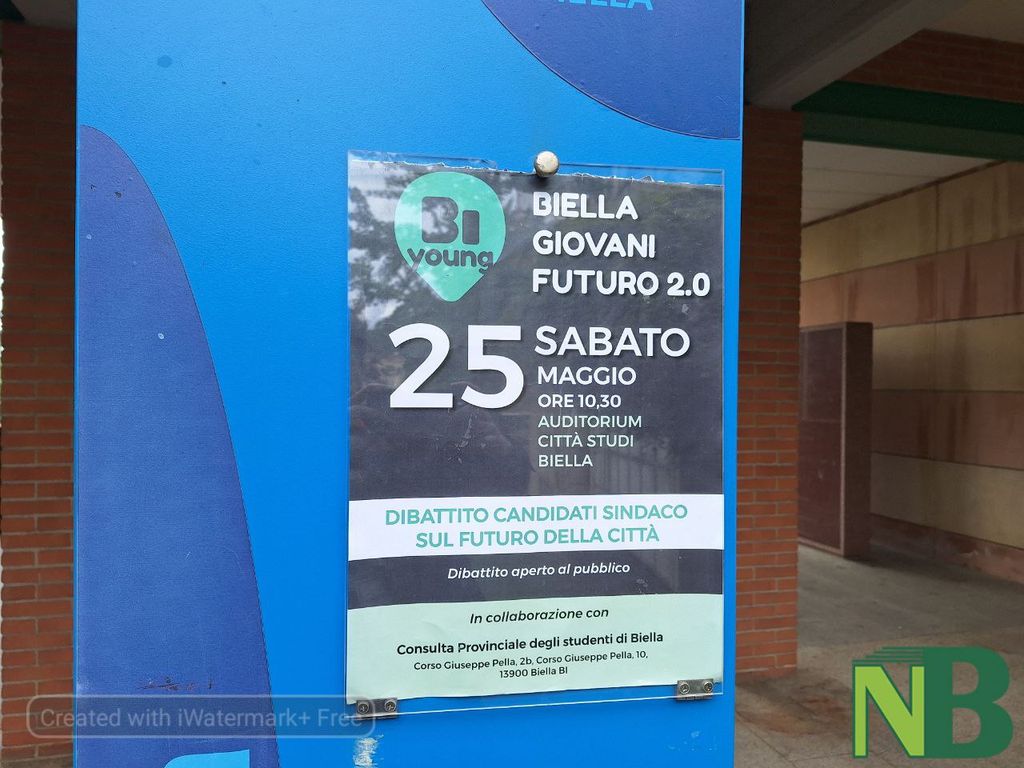 BIELLA
Bi
young
BIELLA
GIOVANI
FUTURO 2.0
25
SABATO
MAGGIO
ORE 10,30
AUDITORIUM
CITTÀ STUDI
BIELLA
DIBATTITO CANDIDATI SINDACO
SUL FUTURO DELLA CITTÀ
Dibattito aperto al pubblico
In collaborazione con
Consulta Provinciale degli studenti di Biella
Corso Giuseppe Pella, 2b, Corso Giuseppe Pella, 10,
13900 Biella BI
Created with iWatermark+ Free
NB